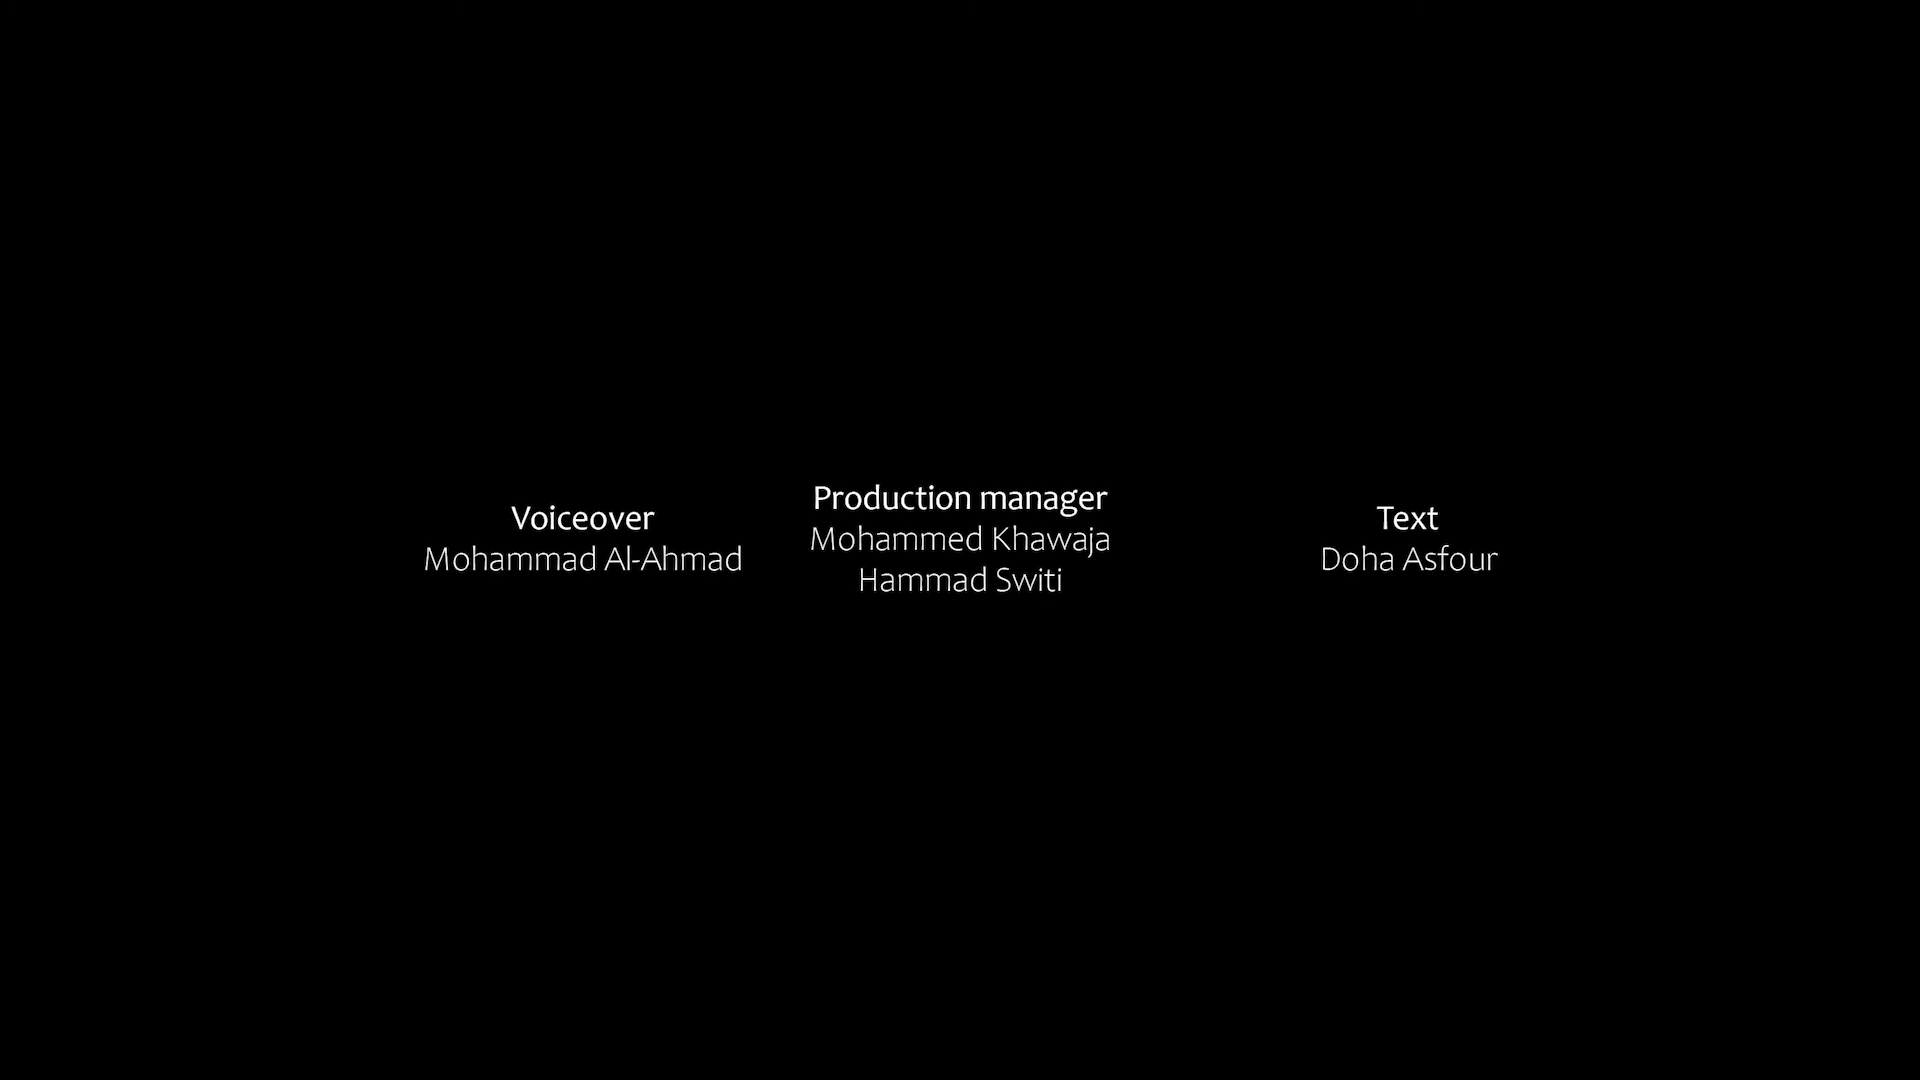 Voiceover
Mohammad Al-Ahmad
Production manager
Mohammed Khawaja
Hammad Switi
Text
Doha Asfour